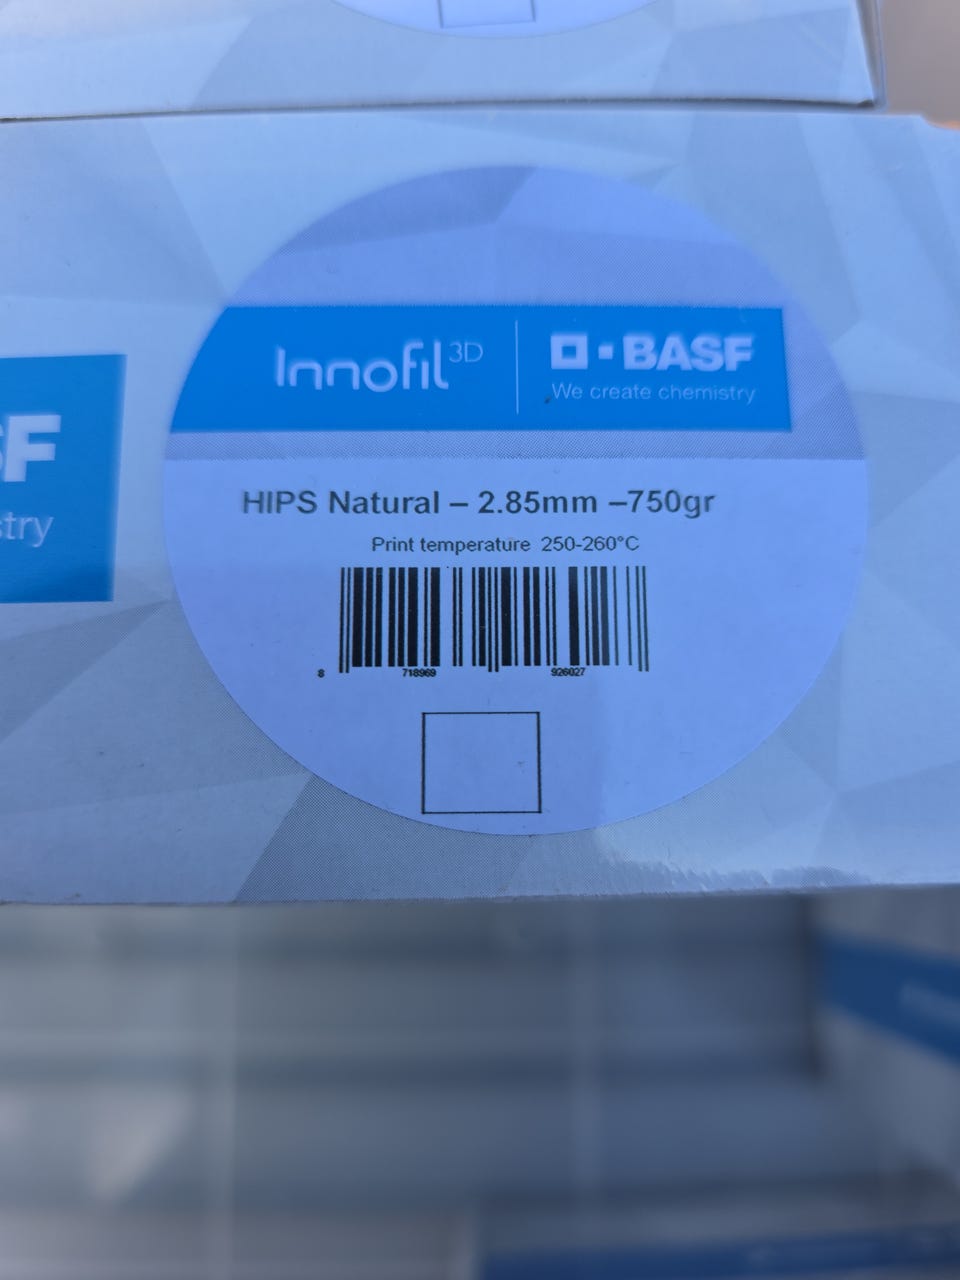 Innofil3D
BASF
We create chemistry
SF
stry
HIPS Natural – 2.85mm –750gr
Print temperature 250-260°C
8 718969 926027